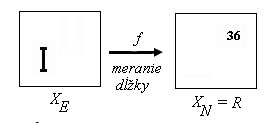 36
f
meranie
dĺžky
X_E
X_N = R